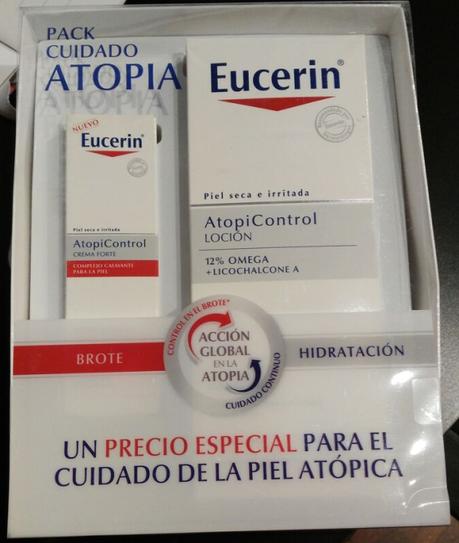 PACK
CUIDADO
ATOPIA
NUEVO
Eucerin®
Piel seca e irritada
AtopiControl
CREMA FORTE
COMPLEJO CALMANTE
PARA LA PIEL
Eucerin®
Piel seca e irritada
AtopiControl
LOCIÓN
12% OMEGA
+LICOCHALCONE A
BROTE
CONTROL EN EL BROTE*
ACCIÓN
GLOBAL
EN LA
ATOPIA
CUIDADO CONTINUO
HIDRATACIÓN
UN PRECIO ESPECIAL PARA EL
CUIDADO DE LA PIEL ATÓPICA